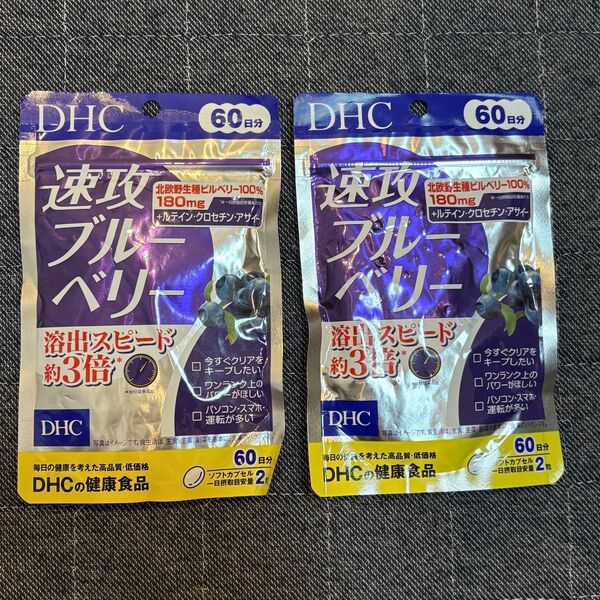 DHC
60日分
速攻
ブルー
ベリー
北欧野生種ビルベリー100%
180mg
+ルテイン・クロセチン・アサイー
溶出スピード
約3倍*
今すぐクリアを
キープしたい
ワンランク上の
パワーがほしい
パソコン・スマホ・
運転が多い
DHC
毎日の健康を考えた高品質・低価格
DHCの健康食品
60日分
ソフトカプセル
一日摂取目安量2粒
DHC
60日分
速攻
ブルー
ベリー
北欧野生種ビルベリー100%
180mg
+ルテイン・クロセチン・アサイー
溶出スピード
約3倍*
今すぐクリアを
キープしたい
ワンランク上の
パワーがほしい
パソコン・スマホ・
運転が多い
DHC
毎日の健康を考えた高品質・低価格
DHCの健康食品
60日分
ソフトカプセル
一日摂取目安量2粒